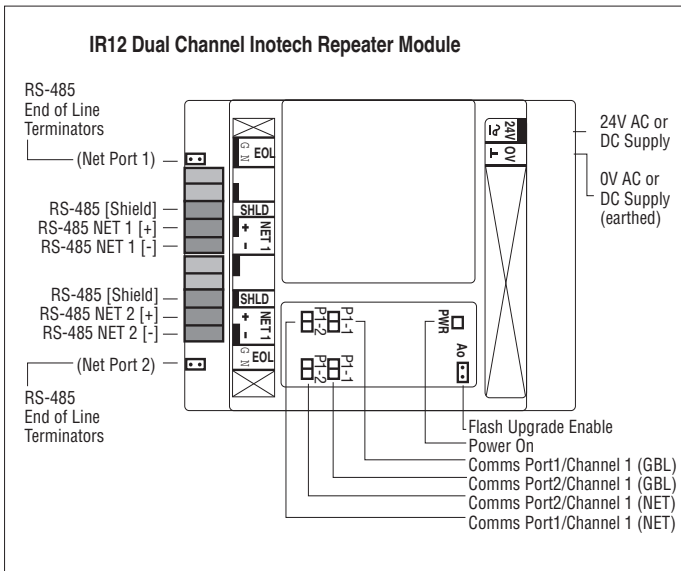 IR12 Dual Channel Inotech Repeater Module
RS-485
End of Line
Terminators
(Net Port 1)
RS-485 [Shield]
RS-485 NET 1 [+]
RS-485 NET 1 [-]
RS-485 [Shield]
RS-485 NET 2 [+]
RS-485 NET 2 [-]
(Net Port 2)
RS-485
End of Line
Terminators
G N EOL
SHLD
+ NET 1
-
SHLD
+ NET 1
-
G N EOL
P1-2 P1-1
P1-2 P1-1
PWR
Ao
24V
0V
24V AC or
DC Supply
0V AC or
DC Supply
(earthed)
Flash Upgrade Enable
Power On
Comms Port1/Channel 1 (GBL)
Comms Port2/Channel 1 (GBL)
Comms Port2/Channel 1 (NET)
Comms Port1/Channel 1 (NET)